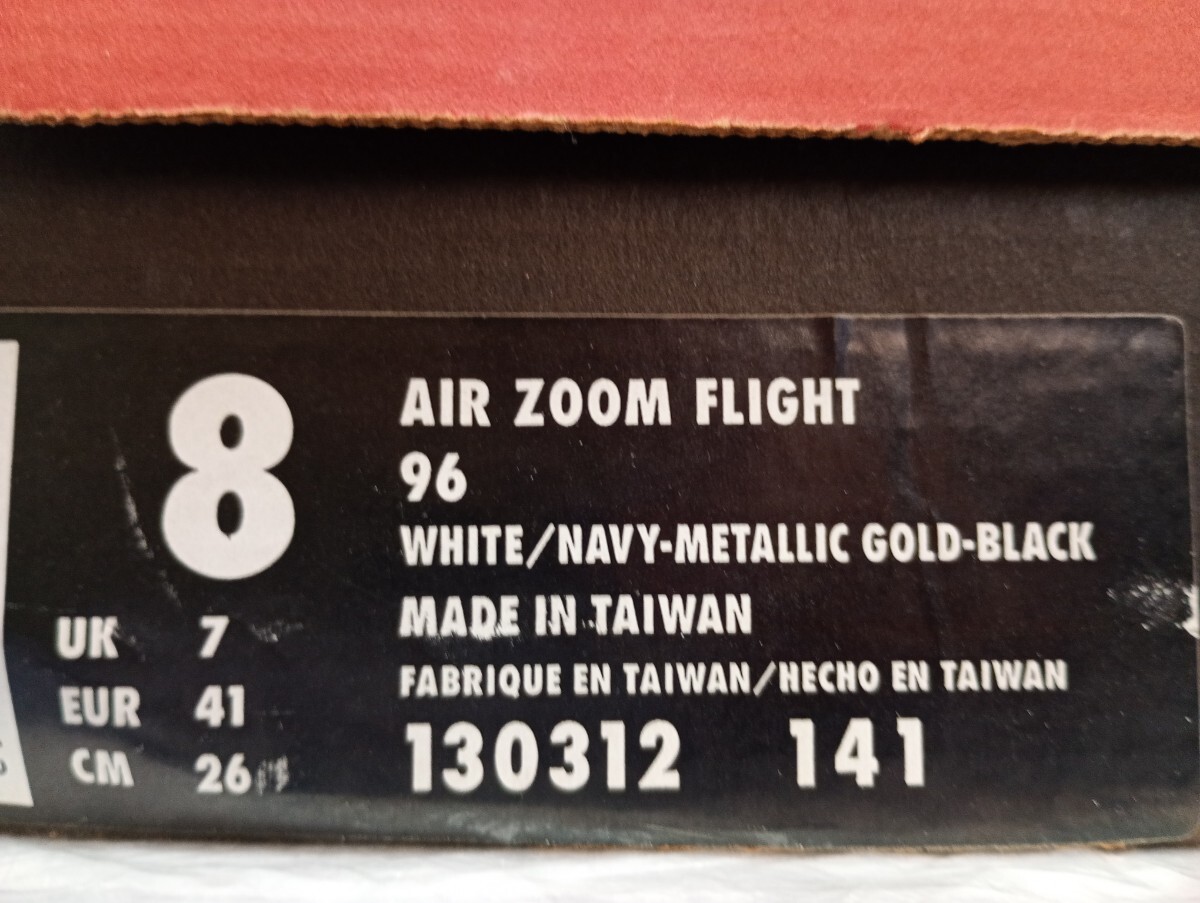 8
UK 7
EUR 41
CM 26
AIR ZOOM FLIGHT
96
WHITE/NAVY-METALLIC GOLD-BLACK
MADE IN TAIWAN
FABRIQUE EN TAIWAN/HECHO EN TAIWAN
130312 141